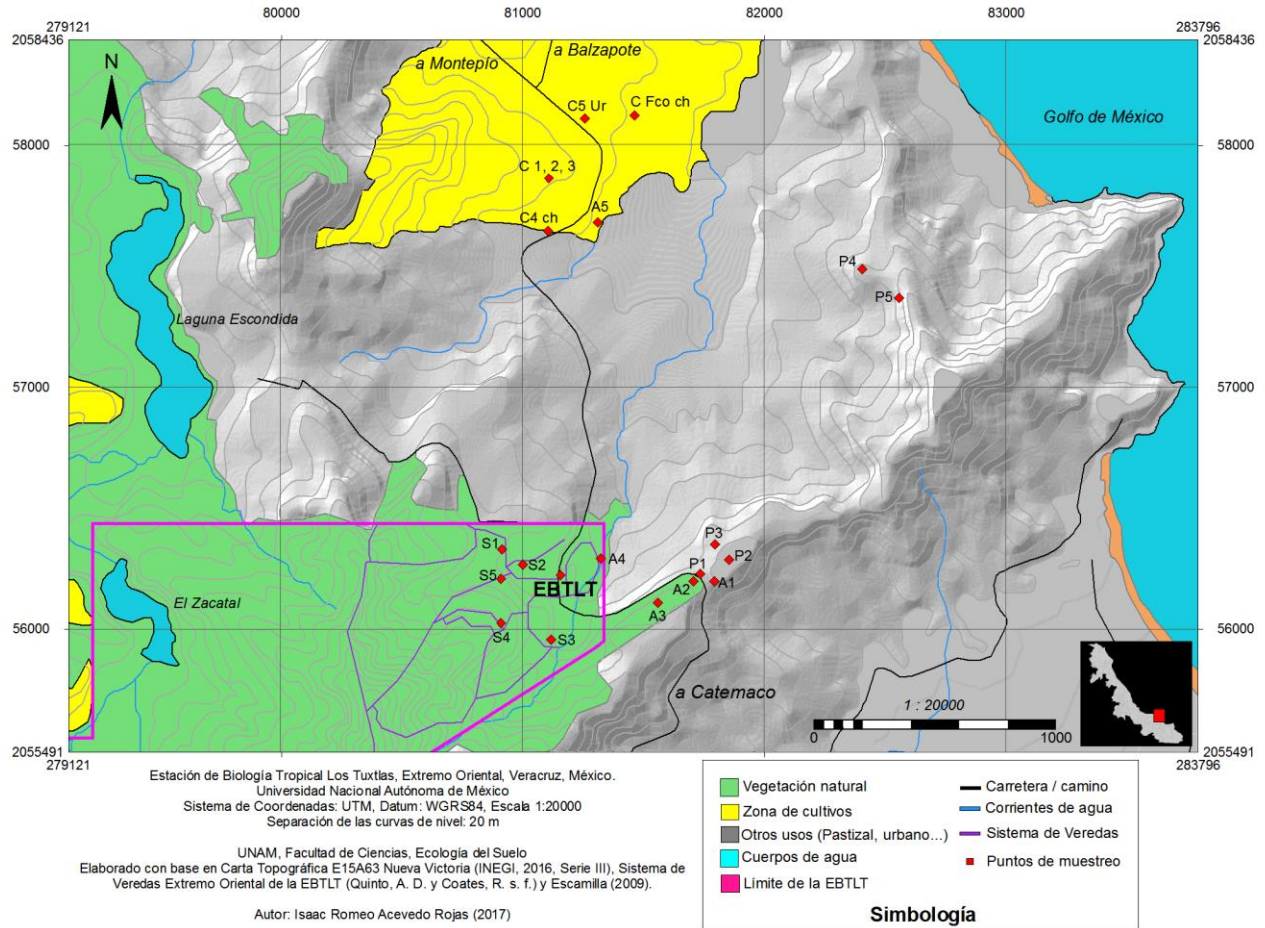 80000
81000
82000
83000
279121
283796
2058436
2058436
N
a Balzapote
a Montepío
C5 Ur
C Fco ch
Golfo de México
58000
58000
C 1, 2, 3
A5
C4 ch
P4
P5
Laguna Escondida
57000
57000
P3
S1
S2
A4
P2
P1
S5
EBTLT
A2
A1
El Zacatal
A3
56000
56000
S4
S3
a Catemaco
1 : 20000
0
1000
2055491
2055491
279121
283796
Estación de Biología Tropical Los Tuxtlas, Extremo Oriental, Veracruz, México.
Universidad Nacional Autónoma de México
Sistema de Coordenadas: UTM, Datum: WGRS84, Escala 1:20000
Separación de las curvas de nivel: 20 m
UNAM, Facultad de Ciencias, Ecología del Suelo
Elaborado con base en Carta Topográfica E15A63 Nueva Victoria (INEGI, 2016, Serie III), Sistema de
Veredas Extremo Oriental de la EBTLT (Quinto, A. D. y Coates, R. s. f.) y Escamilla (2009).
Autor: Isaac Romeo Acevedo Rojas (2017)
Vegetación natural
Zona de cultivos
Otros usos (Pastizal, urbano...)
Cuerpos de agua
Límite de la EBTLT
Carretera / camino
Corrientes de agua
Sistema de Veredas
Puntos de muestreo
Simbología